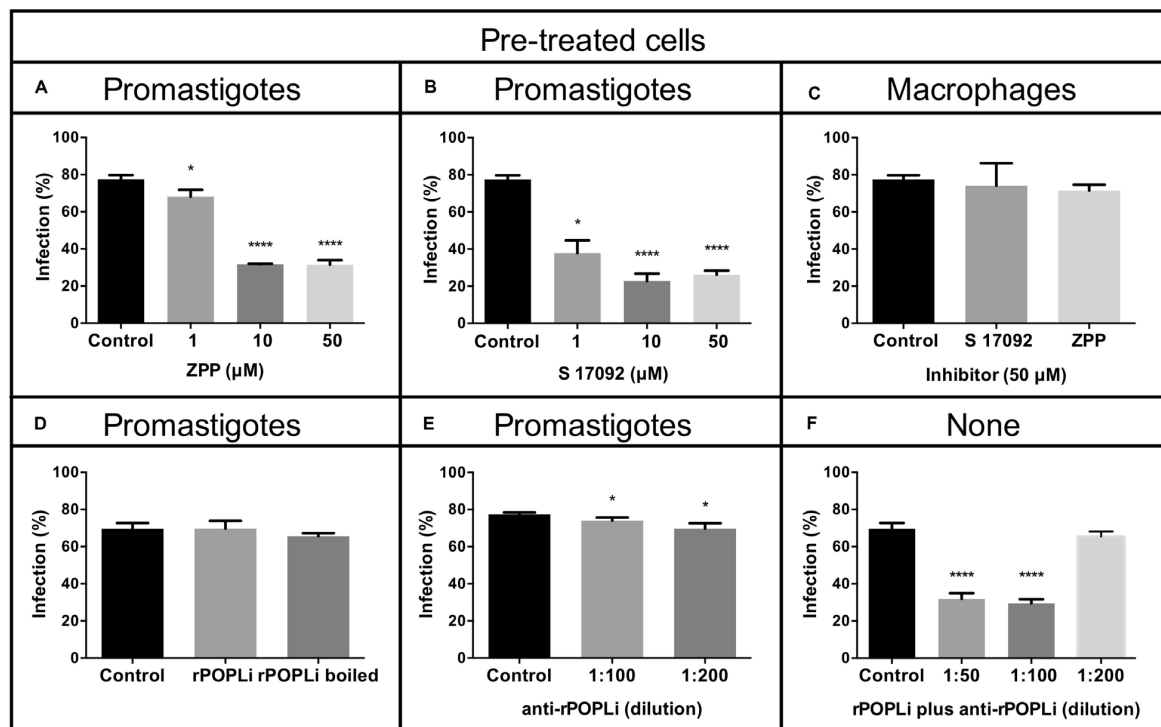 Pre-treated cells
A Promastigotes
B Promastigotes
C Macrophages
100
80
60
40
20
0
Infection (%)
*
****
****
Control 1 10 50
ZPP (µM)
100
80
60
40
20
0
Infection (%)
*
****
****
Control 1 10 50
S 17092 (µM)
100
80
60
40
20
0
Infection (%)
Control S 17092 ZPP
Inhibitor (50 µM)
D Promastigotes
E Promastigotes
F None
100
80
60
40
20
0
Infection (%)
Control rPOPLi rPOPLi boiled
100
80
60
40
20
0
Infection (%)
*
*
Control 1:100 1:200
anti-rPOPLi (dilution)
100
80
60
40
20
0
Infection (%)
****
****
Control 1:50 1:100 1:200
rPOPLi plus anti-rPOPLi (dilution)